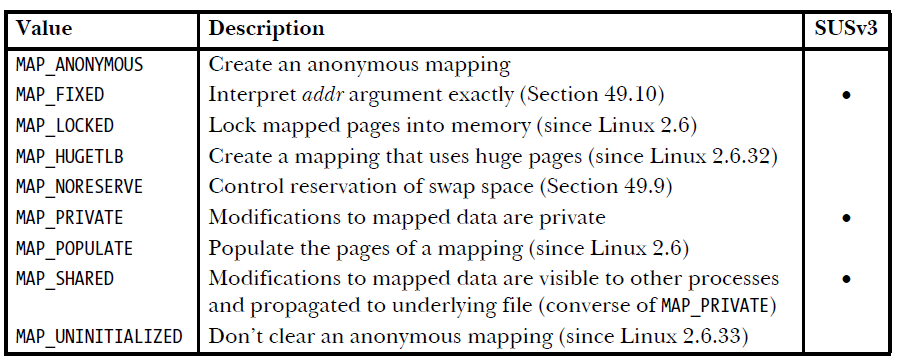 Value Description SUSv3
MAP_ANONYMOUS Create an anonymous mapping
MAP_FIXED Interpret addr argument exactly (Section 49.10) •
MAP_LOCKED Lock mapped pages into memory (since Linux 2.6)
MAP_HUGETLB Create a mapping that uses huge pages (since Linux 2.6.32)
MAP_NORESERVE Control reservation of swap space (Section 49.9)
MAP_PRIVATE Modifications to mapped data are private •
MAP_POPULATE Populate the pages of a mapping (since Linux 2.6)
MAP_SHARED Modifications to mapped data are visible to other processes •
and propagated to underlying file (converse of MAP_PRIVATE)
MAP_UNINITIALIZED Don’t clear an anonymous mapping (since Linux 2.6.33)